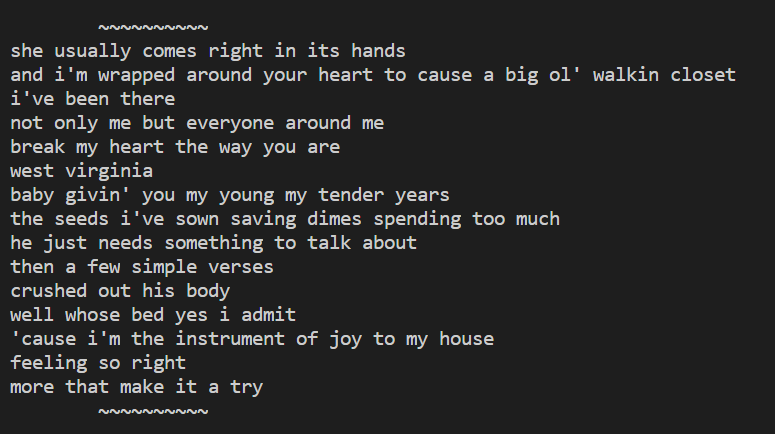 ~~~~~~~~~~
she usually comes right in its hands
and i'm wrapped around your heart to cause a big ol' walkin closet
i've been there
not only me but everyone around me
break my heart the way you are
west virginia
baby givin' you my young my tender years
the seeds i've sown saving dimes spending too much
he just needs something to talk about
then a few simple verses
crushed out his body
well whose bed yes i admit
'cause i'm the instrument of joy to my house
feeling so right
more that make it a try
~~~~~~~~~~